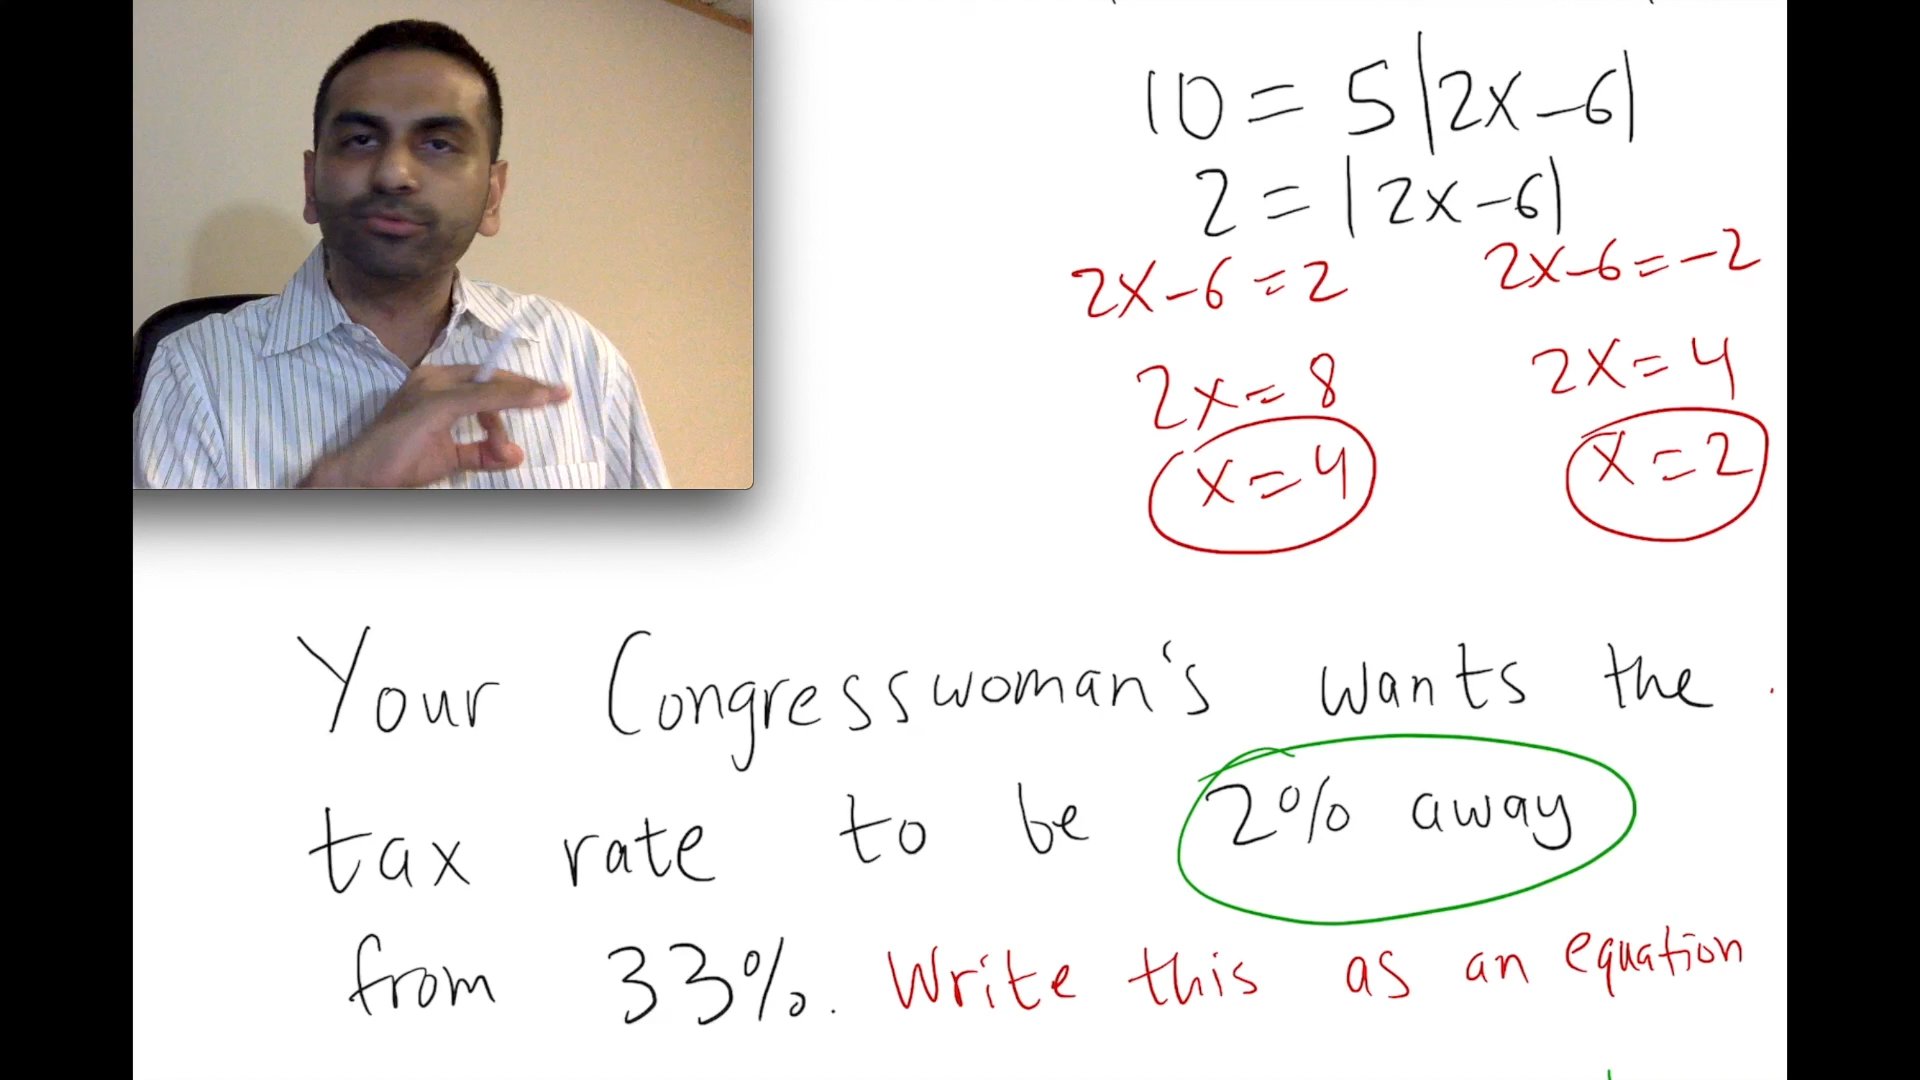 10 = 5|2x-6|
2 = |2x-6|
2x-6=2 2x-6=-2
2x=8 2x=4
x=4 x=2
Your Congresswoman's wants the
tax rate to be 2% away
from 33%. Write this as an equation